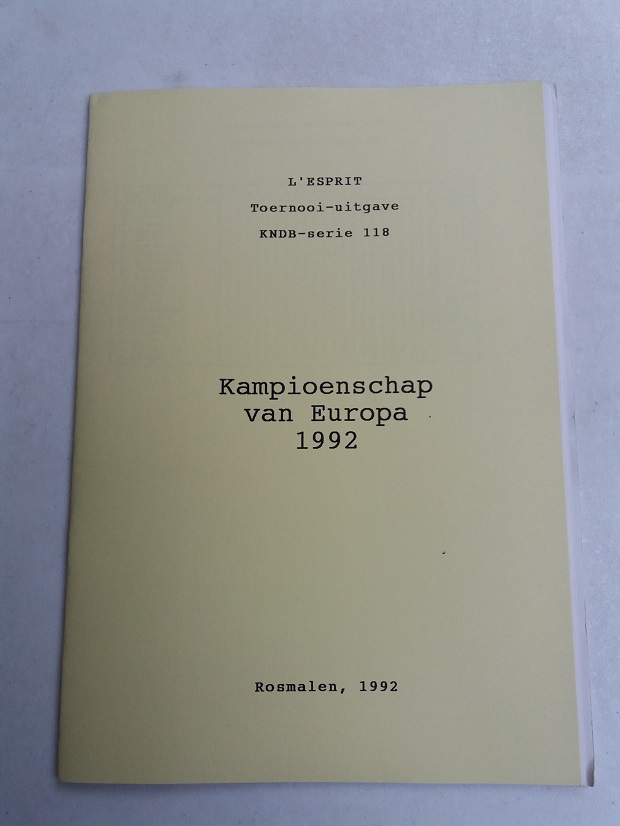 L'ESPRIT
Toernooi-uitgave
KNDB-serie 118
Kampioenschap
van Europa
1992
Rosmalen, 1992